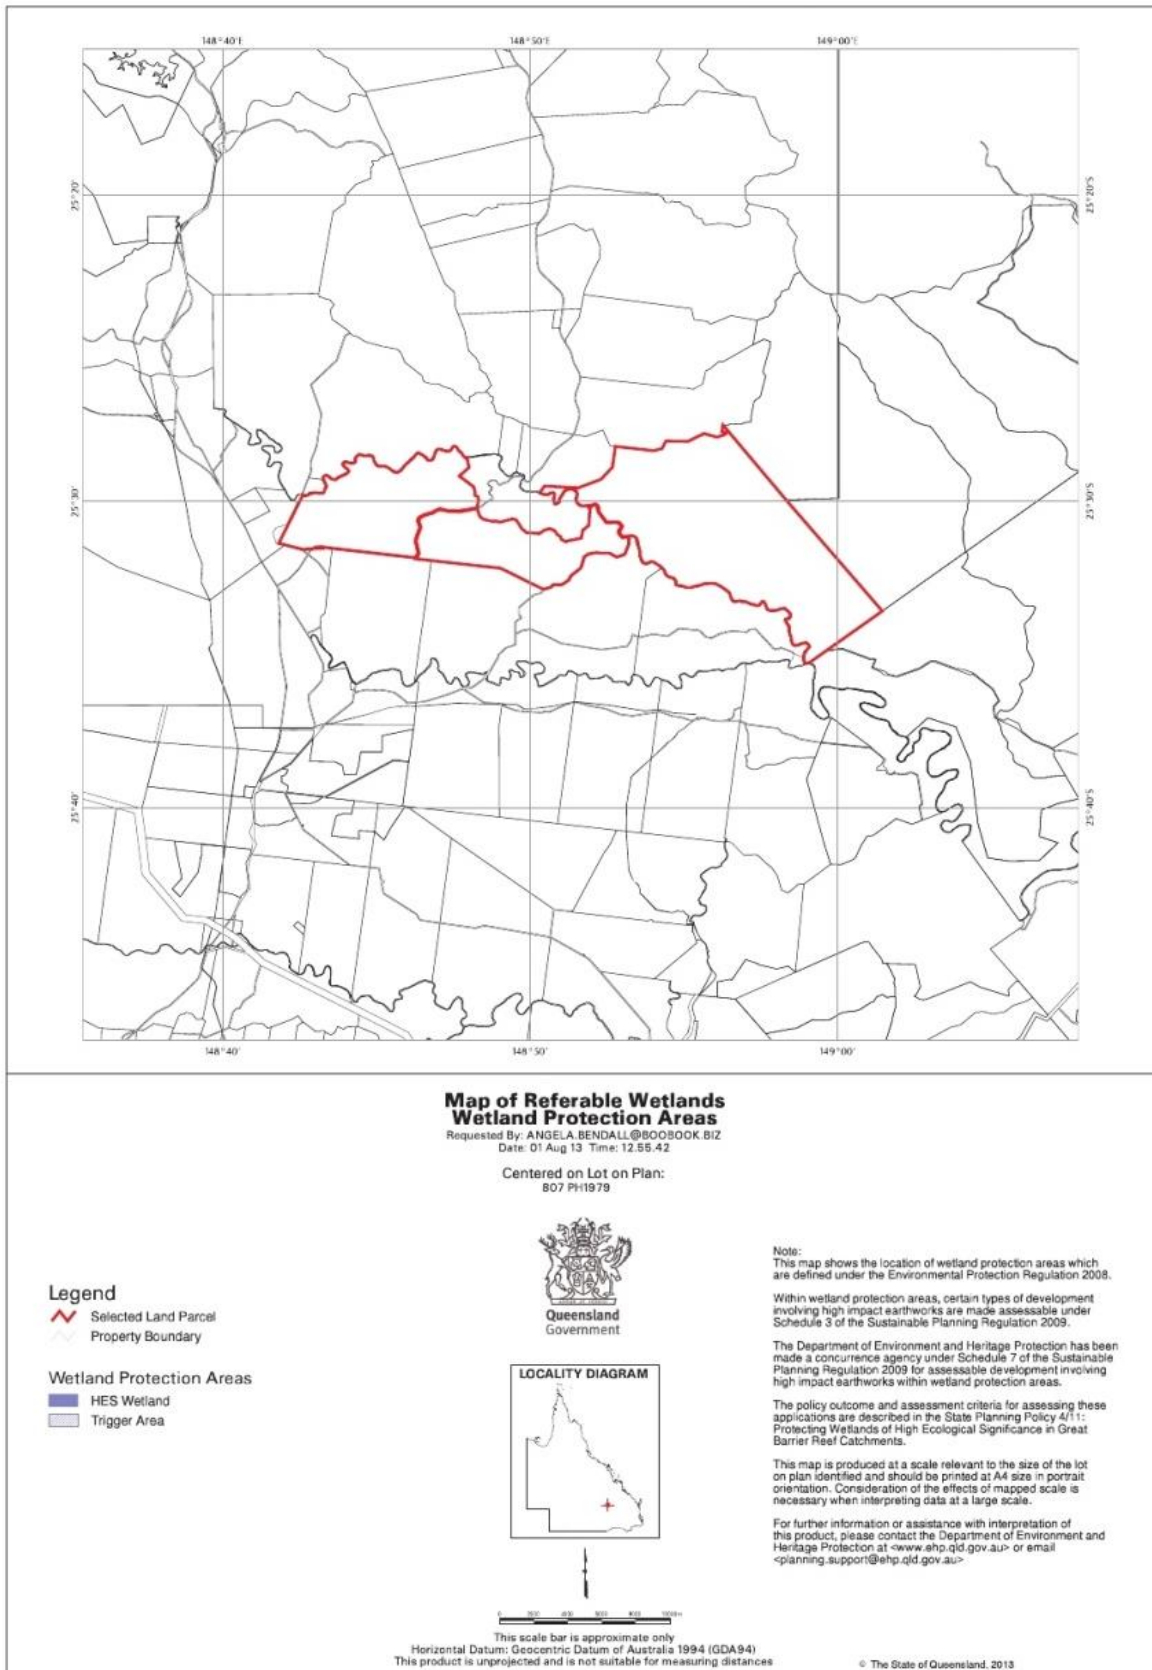 148°40'E
148°50'E
149°00'E
25°20'
25°20'S
25°30'
25°30'S
25°40'
25°40'S
148°40'
148°50'
149°00'
Map of Referable Wetlands
Wetland Protection Areas
Requested By: ANGELA.BENDALL@BOOBOOK.BIZ
Date: 01 Aug 13 Time: 12.55.42
Centered on Lot on Plan:
807 PH1979
Queensland
Government
Legend
Selected Land Parcel
Property Boundary
Wetland Protection Areas
HES Wetland
Trigger Area
LOCALITY DIAGRAM
0 2000 4000 6000 8000 10000m
This scale bar is approximate only
Horizontal Datum: Geocentric Datum of Australia 1994 (GDA94)
This product is unprojected and is not suitable for measuring distances
Note:
This map shows the location of wetland protection areas which
are defined under the Environmental Protection Regulation 2008.
Within wetland protection areas, certain types of development
involving high impact earthworks are made assessable under
Schedule 3 of the Sustainable Planning Regulation 2009.
The Department of Environment and Heritage Protection has been
made a concurrence agency under Schedule 7 of the Sustainable
Planning Regulation 2009 for assessable development involving
high impact earthworks within wetland protection areas.
The policy outcome and assessment criteria for assessing these
applications are described in the State Planning Policy 4/11:
Protecting Wetlands of High Ecological Significance in Great
Barrier Reef Catchments.
This map is produced at a scale relevant to the size of the lot
on plan identified and should be printed at A4 size in portrait
orientation. Consideration of the effects of mapped scale is
necessary when interpreting data at a large scale.
For further information or assistance with interpretation of
this product, please contact the Department of Environment and
Heritage Protection at <www.ehp.qld.gov.au> or email
<planning.support@ehp.qld.gov.au>
© The State of Queensland, 2013